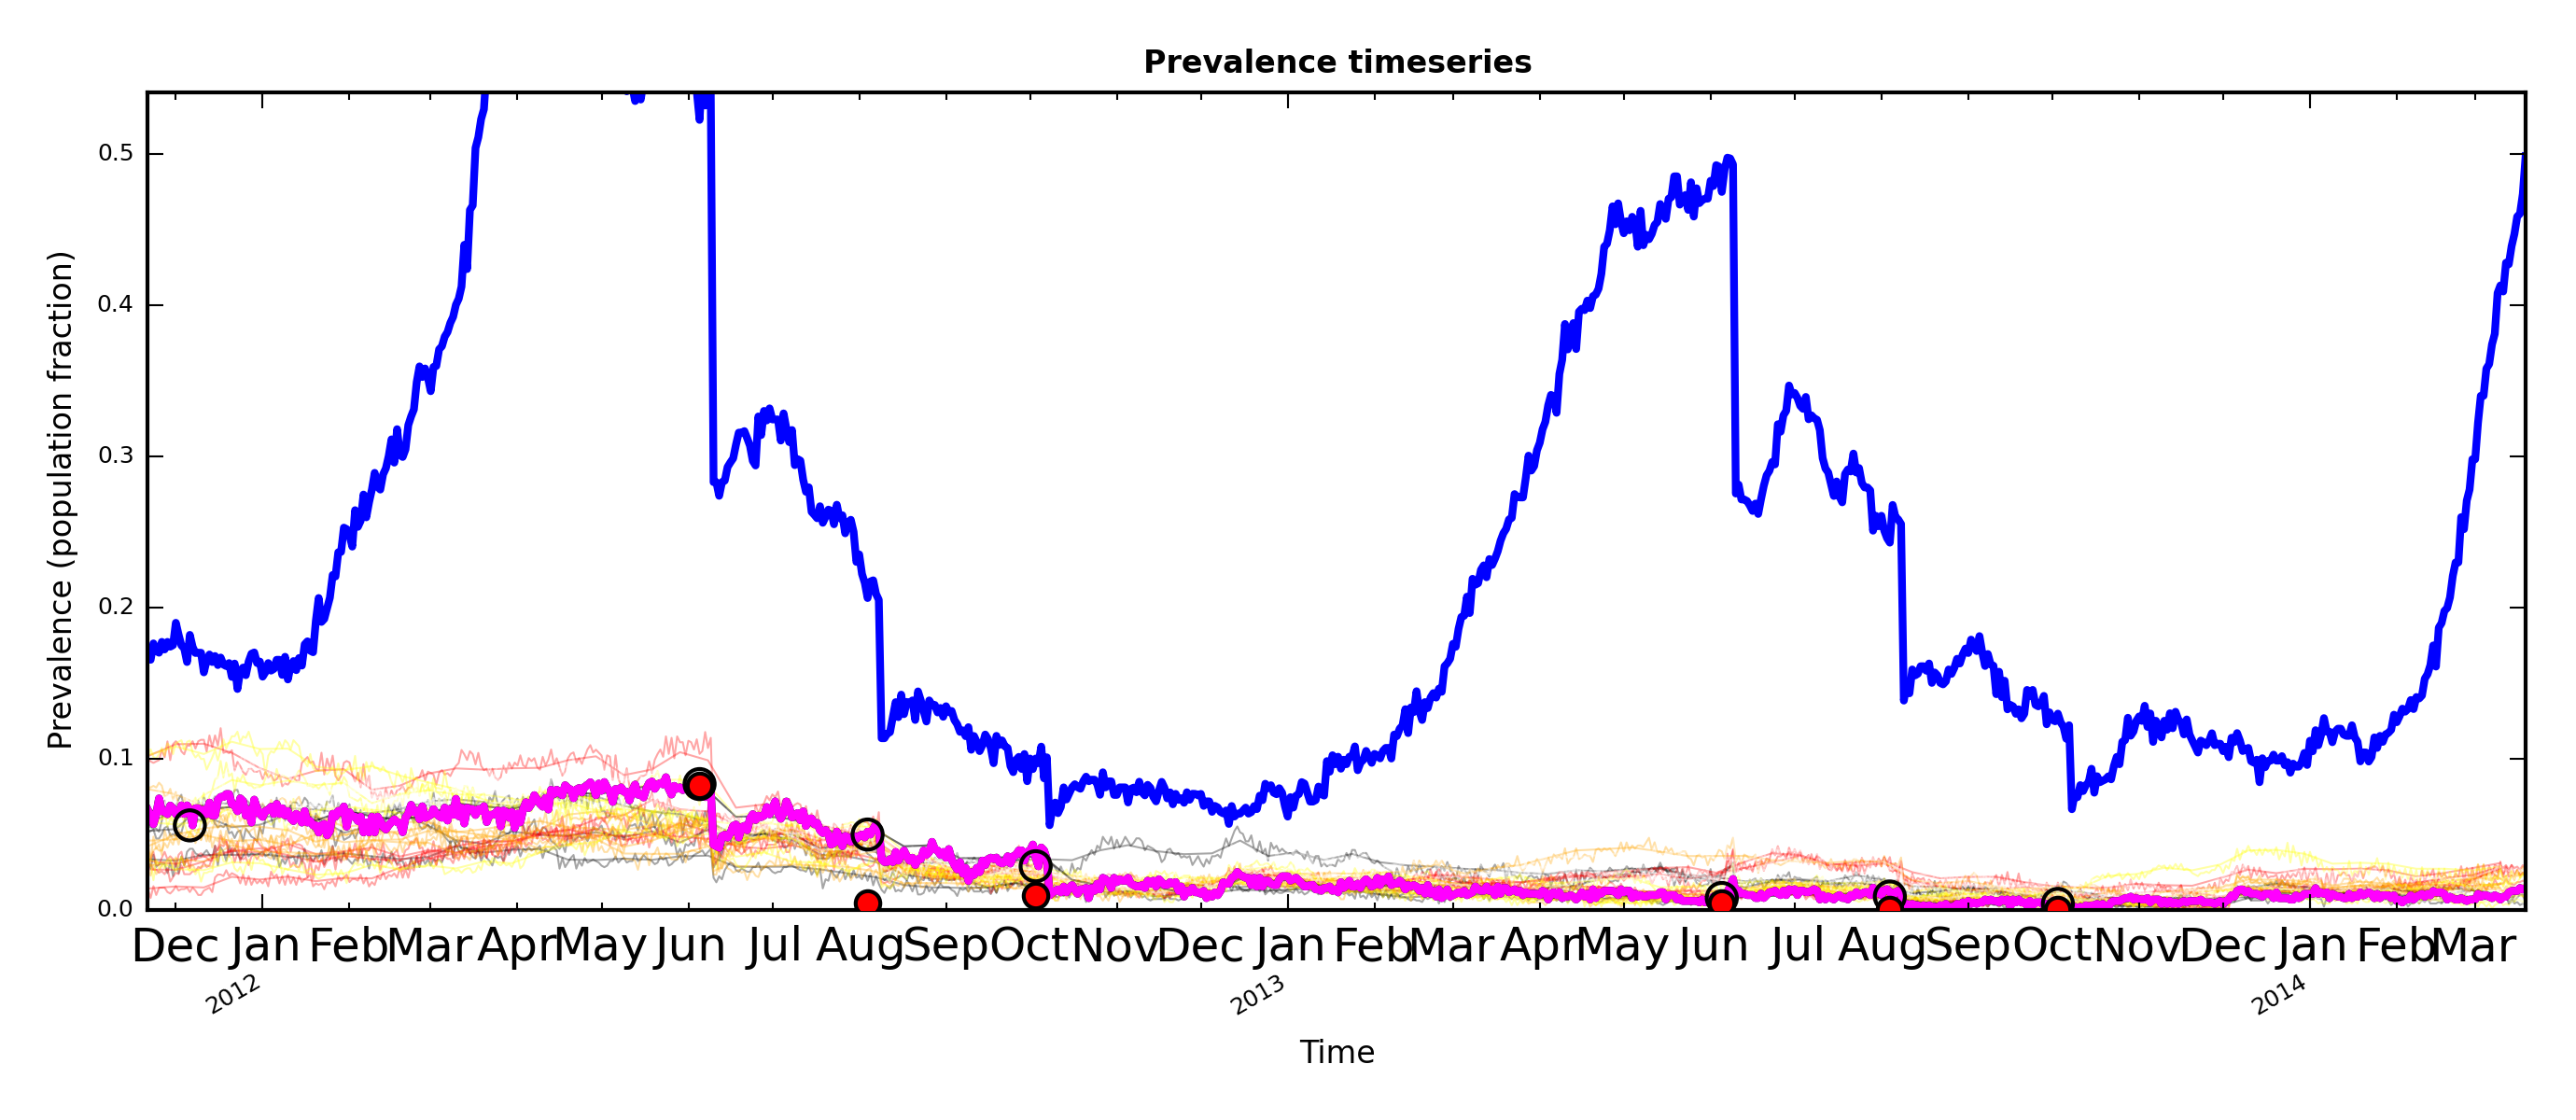 Prevalence timeseries
Prevalence (population fraction)
0.5
0.4
0.3
0.2
0.1
0.0
Dec Jan Feb Mar Apr May Jun Jul Aug Sep Oct Nov Dec Jan Feb Mar Apr May Jun Jul Aug Sep Oct Nov Dec Jan Feb Mar
2012 2013 2014
Time